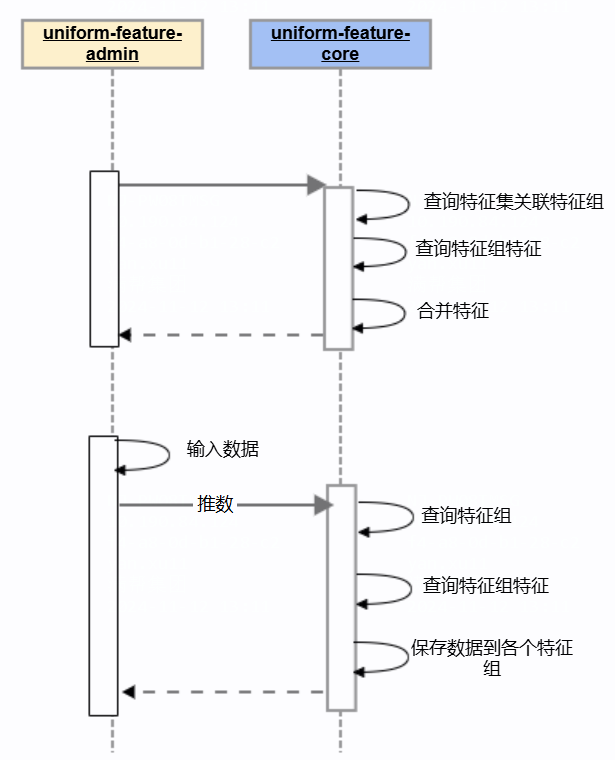 uniform-feature-
admin
uniform-feature-
core
查询特征集关联特征组
查询特征组特征
合并特征
输入数据
推数
查询特征组
查询特征组特征
保存数据到各个特征
组